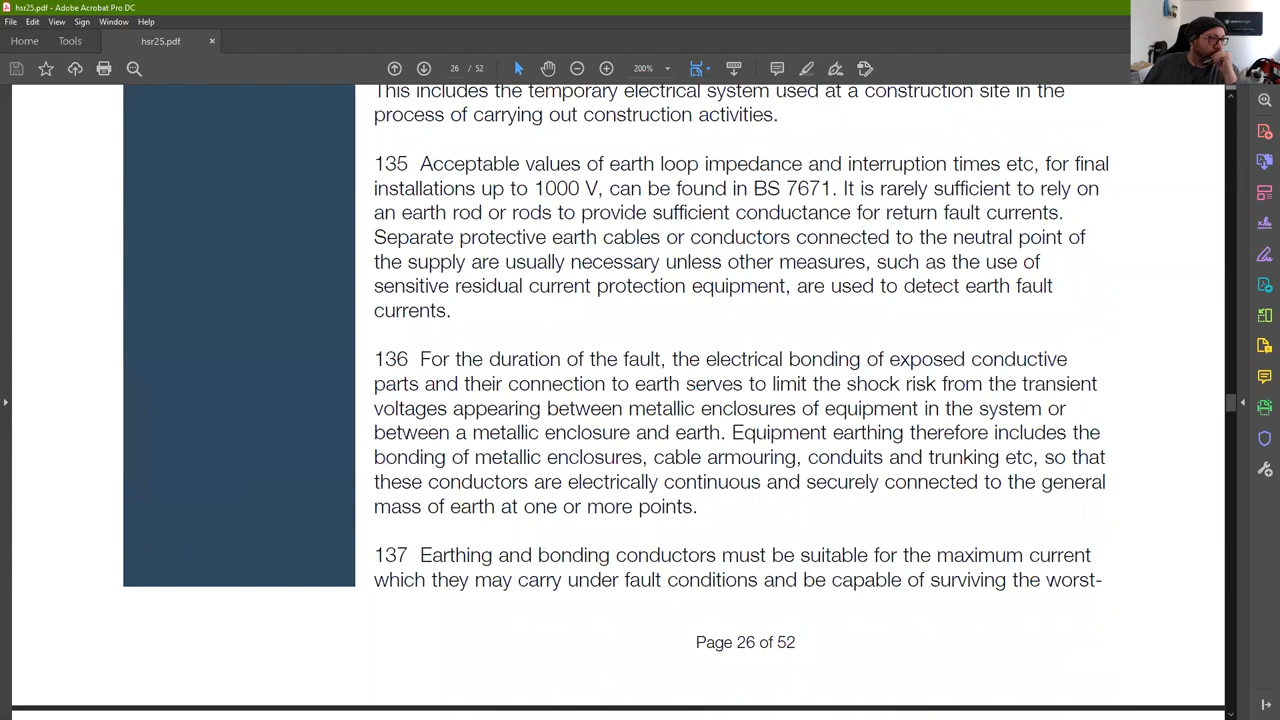 hsr25.pdf - Adobe Acrobat Pro DC
File Edit View Sign Window Help
Home Tools hsr25.pdf ×
26 / 52 200%
This includes the temporary electrical system used at a construction site in the
process of carrying out construction activities.
135 Acceptable values of earth loop impedance and interruption times etc, for final
installations up to 1000 V, can be found in BS 7671. It is rarely sufficient to rely on
an earth rod or rods to provide sufficient conductance for return fault currents.
Separate protective earth cables or conductors connected to the neutral point of
the supply are usually necessary unless other measures, such as the use of
sensitive residual current protection equipment, are used to detect earth fault
currents.
136 For the duration of the fault, the electrical bonding of exposed conductive
parts and their connection to earth serves to limit the shock risk from the transient
voltages appearing between metallic enclosures of equipment in the system or
between a metallic enclosure and earth. Equipment earthing therefore includes the
bonding of metallic enclosures, cable armouring, conduits and trunking etc, so that
these conductors are electrically continuous and securely connected to the general
mass of earth at one or more points.
137 Earthing and bonding conductors must be suitable for the maximum current
which they may carry under fault conditions and be capable of surviving the worst-
Page 26 of 52